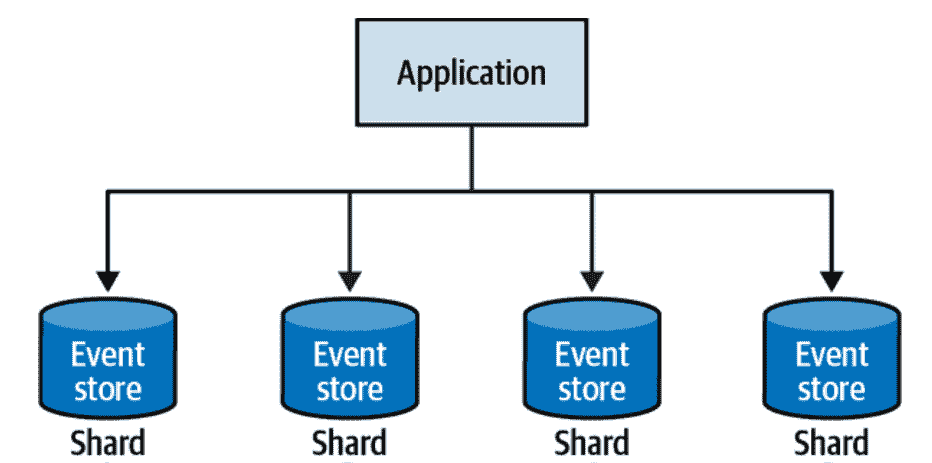 Application
Event
store
Event
store
Event
store
Event
store
Shard
Shard
Shard
Shard